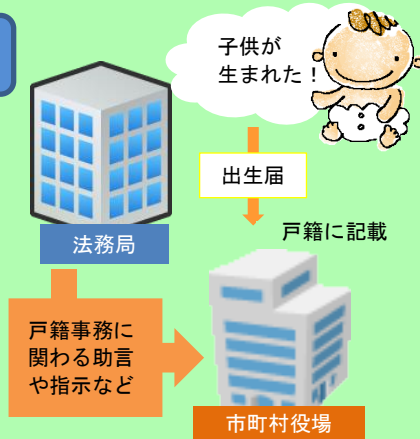 子供が
生まれた！
出生届
戸籍に記載
法務局
戸籍事務に
関わる助言
や指示など
市町村役場